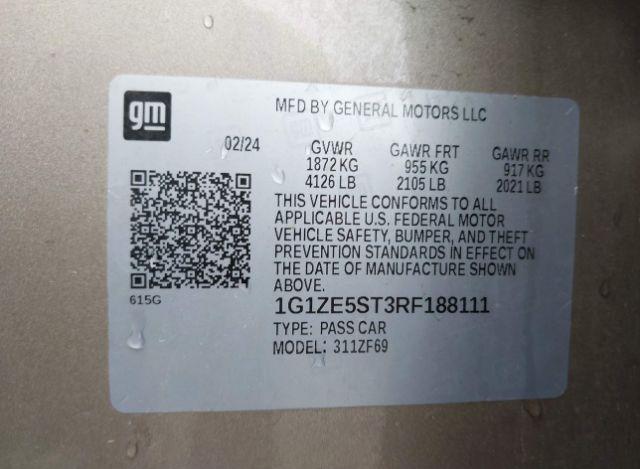 gm
MFD BY GENERAL MOTORS LLC
02/24
GVWR GAWR FRT GAWR RR
1872 KG 955 KG 917 KG
4126 LB 2105 LB 2021 LB
THIS VEHICLE CONFORMS TO ALL
APPLICABLE U.S. FEDERAL MOTOR
VEHICLE SAFETY, BUMPER, AND THEFT
PREVENTION STANDARDS IN EFFECT ON
THE DATE OF MANUFACTURE SHOWN
ABOVE.
615G
1G1ZE5ST3RF188111
TYPE: PASS CAR
MODEL: 311ZF69